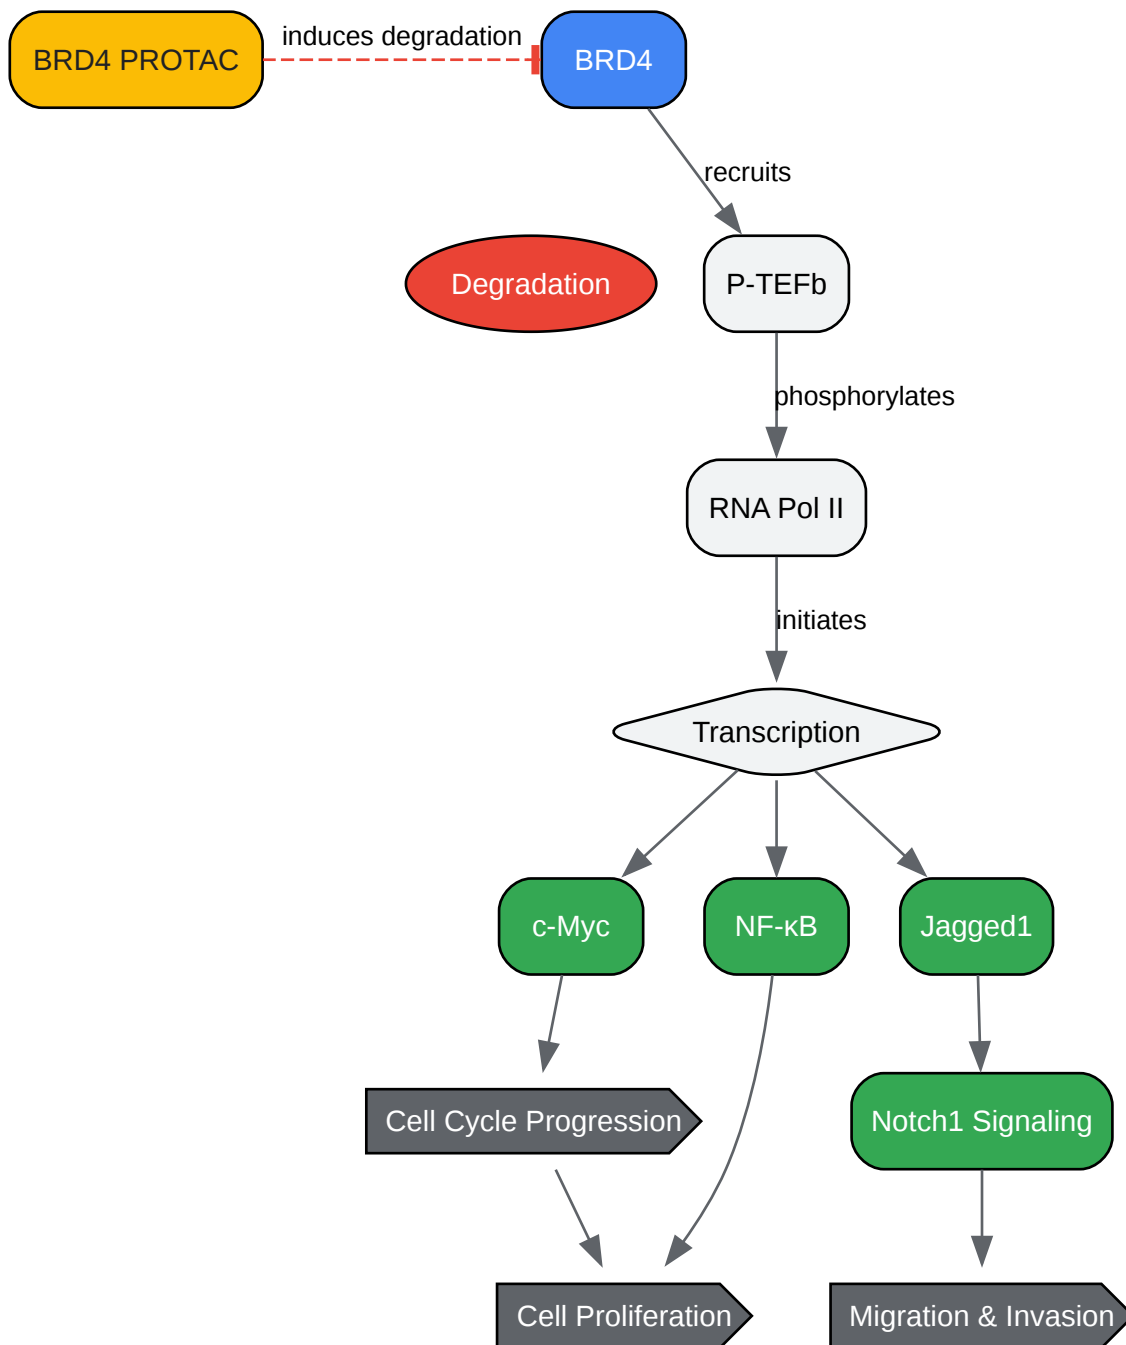 BRD4 PROTAC
induces degradation
BRD4
recruits
Degradation
P-TEFb
phosphorylates
RNA Pol II
initiates
Transcription
c-Myc
NF-κB
Jagged1
Cell Cycle Progression
Notch1 Signaling
Cell Proliferation
Migration & Invasion